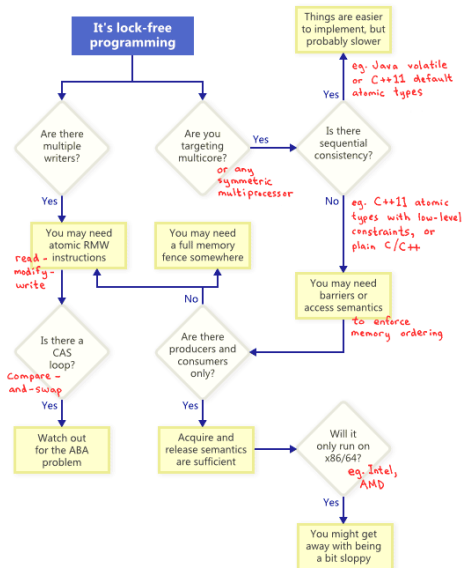 It's lock-free
programming
Things are easier
to implement, but
probably slower
eg. Java volatile
or C++11 default
atomic types
Yes
Are there
multiple
writers?
Are you
targeting
multicore?
Yes
or any
symmetric
multiprocessor
Is there
sequential
consistency?
Yes
No
eg. C++11 atomic
types with low-level
constraints, or
plain C/C++
You may need
atomic RMW
instructions
read-
modify-
write
You may need
a full memory
fence somewhere
You may need
barriers or
access semantics
to enforce
memory ordering
No
Is there a
CAS
loop?
Compare-
and-swap
Are there
producers and
consumers
only?
Yes
Yes
Watch out
for the ABA
problem
Acquire and
release semantics
are sufficient
Will it
only run on
x86/64?
eg. Intel,
AMD
Yes
You might get
away with being
a bit sloppy